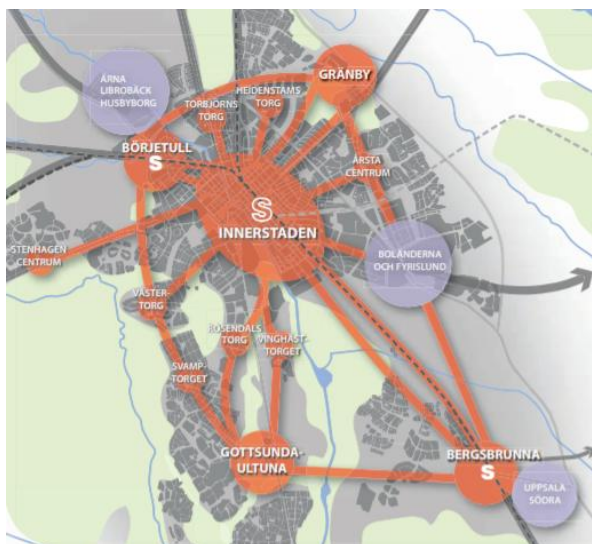 GRÄNBY
ÄRNA
LIBROBÄCK
HUSBYBORG
HEIDENSTAMS
TORG
TORBJÖRNS
TORG
BÖRJETULL
S
ÅRSTA
CENTRUM
S
INNERSTADEN
STENHAGEN
CENTRUM
BOLÄNDERNA
OCH FYRISLUND
VÄSTER
TORG
ROSENDALS
TORG
VINGHÄST-
TORGET
SVAMP-
TORGET
GOTTSUNDA-
ULTUNA
BERGSBRUNNA
S
UPPSALA
SÖDRA